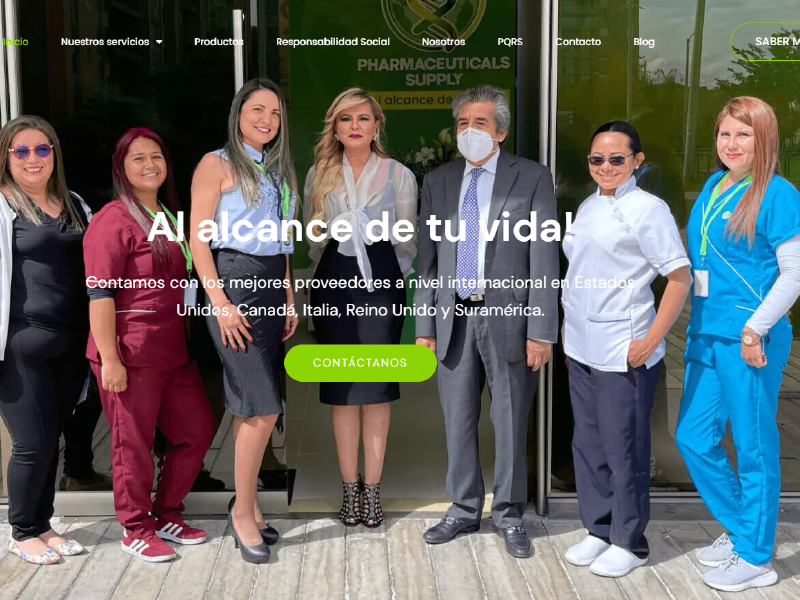 Inicio
Nuestros servicios
Productos
Responsabilidad Social
Nosotros
PQRS
Contacto
Blog
SABER M
PHARMACEUTICALS
SUPPLY
al alcance de
Al alcance de tu vida!
Contamos con los mejores proveedores a nivel internacional en Estados
Unidos, Canadá, Italia, Reino Unido y Suramérica.
CONTÁCTANOS